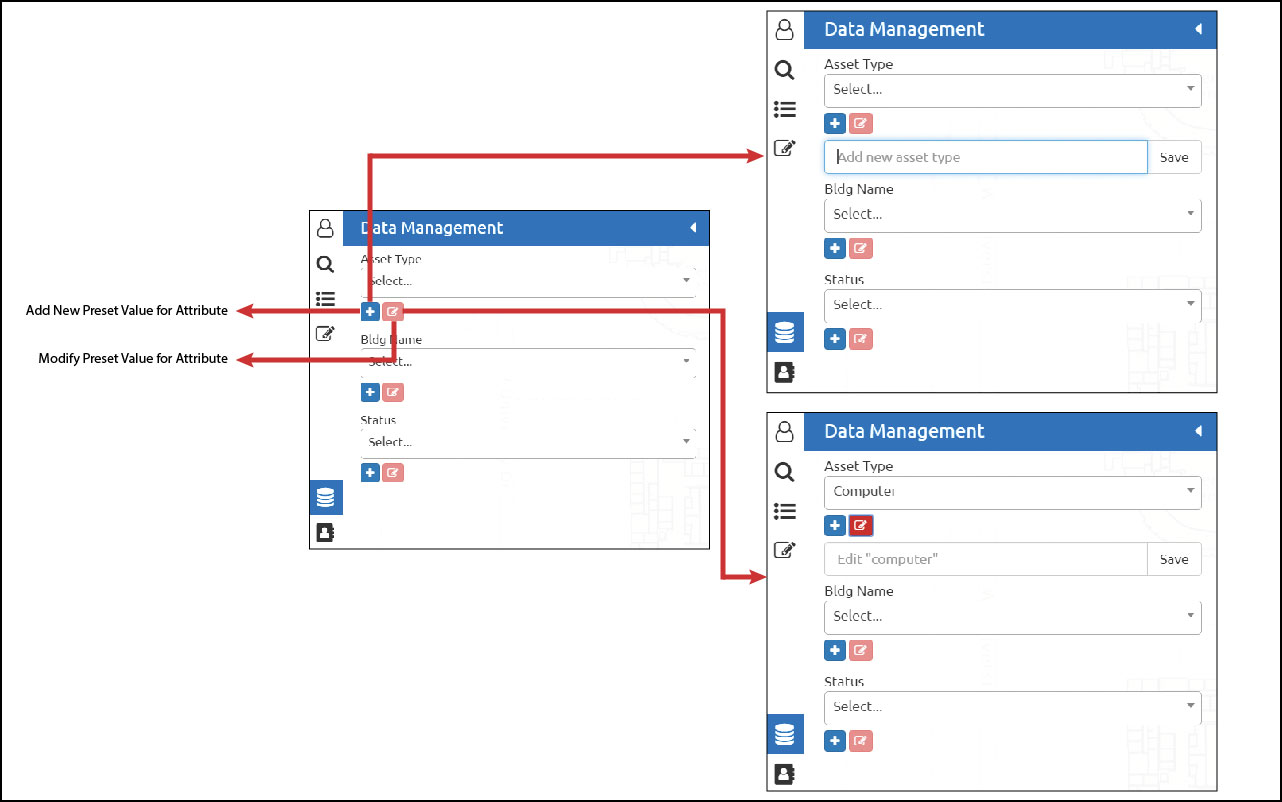 Add New Preset Value for Attribute
Modify Preset Value for Attribute
Data Management
Asset Type
Select...
Bldg Name
Select...
Status
Select...
Data Management
Asset Type
Select...
Add new asset type
Save
Bldg Name
Select...
Status
Select...
Data Management
Asset Type
Computer
Edit "computer"
Save
Bldg Name
Select...
Status
Select...